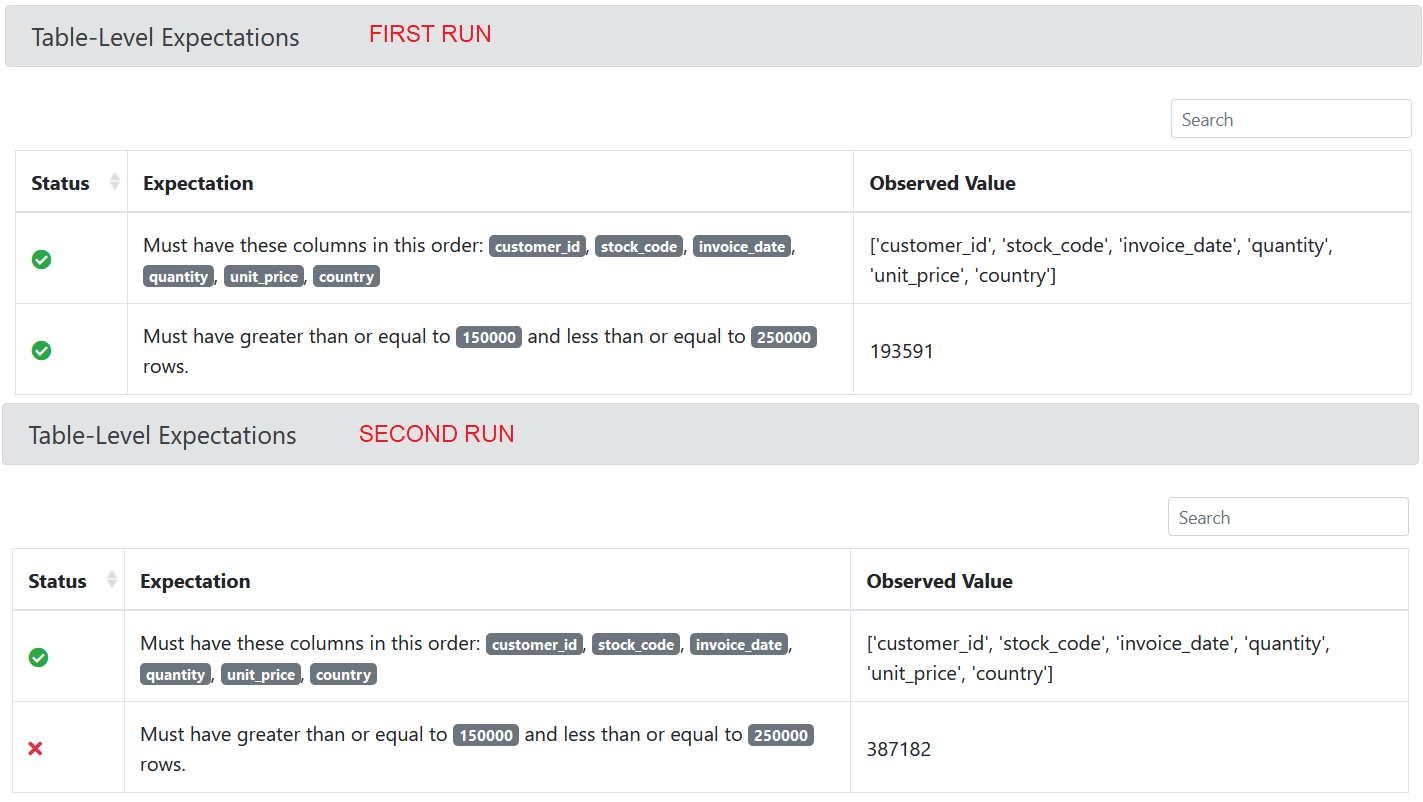 Table-Level Expectations FIRST RUN
Search
Status Expectation Observed Value
Must have these columns in this order: customer_id, stock_code, invoice_date, ['customer_id', 'stock_code', 'invoice_date', 'quantity',
quantity, unit_price, country 'unit_price', 'country']
Must have greater than or equal to 150000 and less than or equal to 250000
rows.
193591
Table-Level Expectations SECOND RUN
Search
Status Expectation Observed Value
Must have these columns in this order: customer_id, stock_code, invoice_date, ['customer_id', 'stock_code', 'invoice_date', 'quantity',
quantity, unit_price, country 'unit_price', 'country']
Must have greater than or equal to 150000 and less than or equal to 250000
rows.
387182